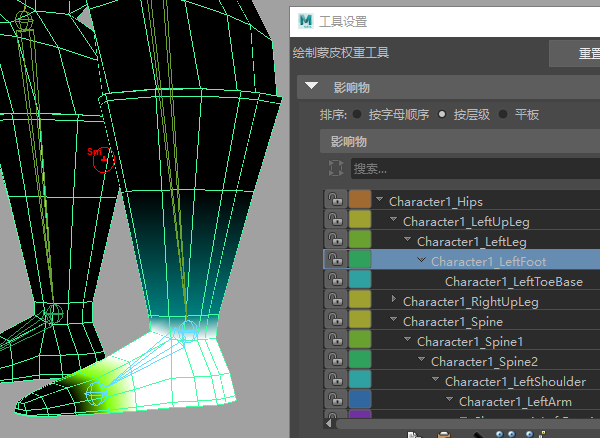 工具设置
绘制蒙皮权重工具
重置
影响物
排序: 按字母顺序 按层级 平板
影响物
搜索...
Sm
Character1_Hips
Character1_LeftUpLeg
Character1_LeftLeg
Character1_LeftFoot
Character1_LeftToeBase
Character1_RightUpLeg
Character1_Spine
Character1_Spine1
Character1_Spine2
Character1_LeftShoulder
Character1_LeftArm